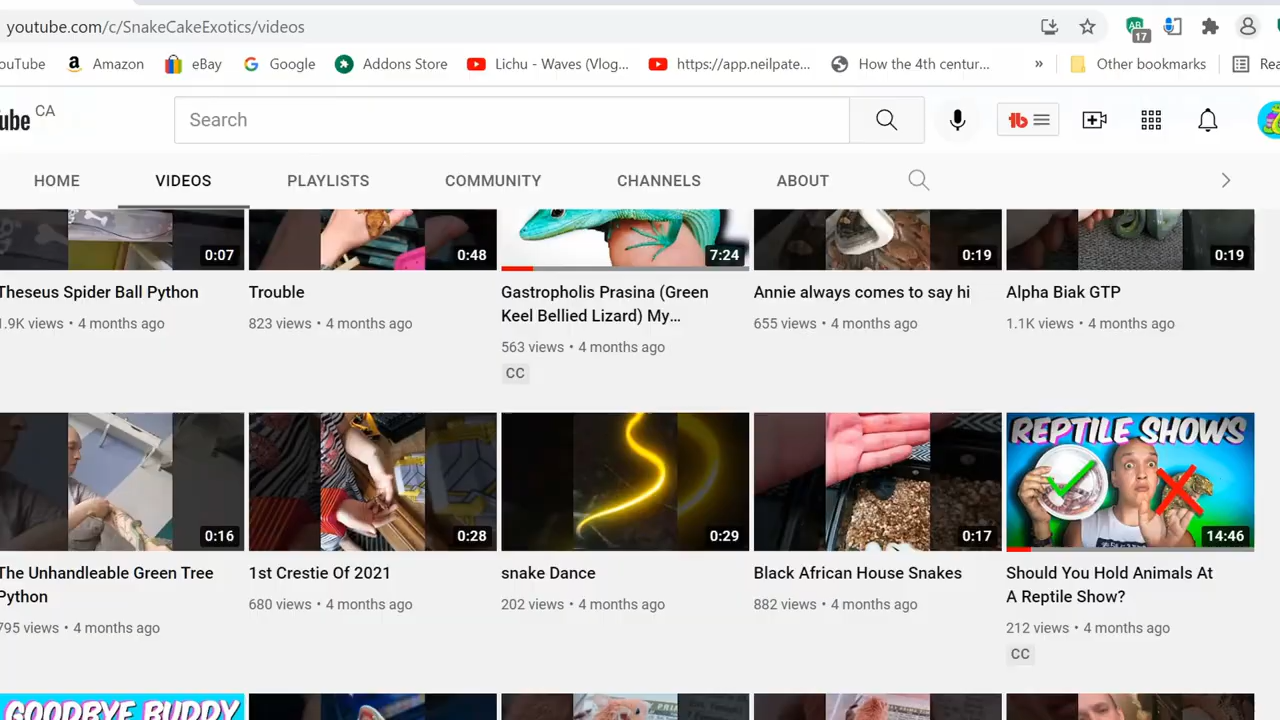 youtube.com/c/SnakeCakeExotics/videos
17
ouTube Amazon eBay Google Addons Store Lichu - Waves (Vlog... https://app.neilpate... How the 4th centur... » Other bookmarks Rea
ube CA Search tb
HOME VIDEOS PLAYLISTS COMMUNITY CHANNELS ABOUT
0:07 0:48 7:24 0:19 0:19
Theseus Spider Ball Python
1.9K views • 4 months ago
Trouble
823 views • 4 months ago
Gastropholis Prasina (Green
Keel Bellied Lizard) My...
563 views • 4 months ago
CC
Annie always comes to say hi
655 views • 4 months ago
Alpha Biak GTP
1.1K views • 4 months ago
REPTILE SHOWS
0:16 0:28 0:29 0:17 14:46
The Unhandleable Green Tree
Python
795 views • 4 months ago
1st Crestie Of 2021
680 views • 4 months ago
snake Dance
202 views • 4 months ago
Black African House Snakes
882 views • 4 months ago
Should You Hold Animals At
A Reptile Show?
212 views • 4 months ago
CC
GOODBYE BUDDY